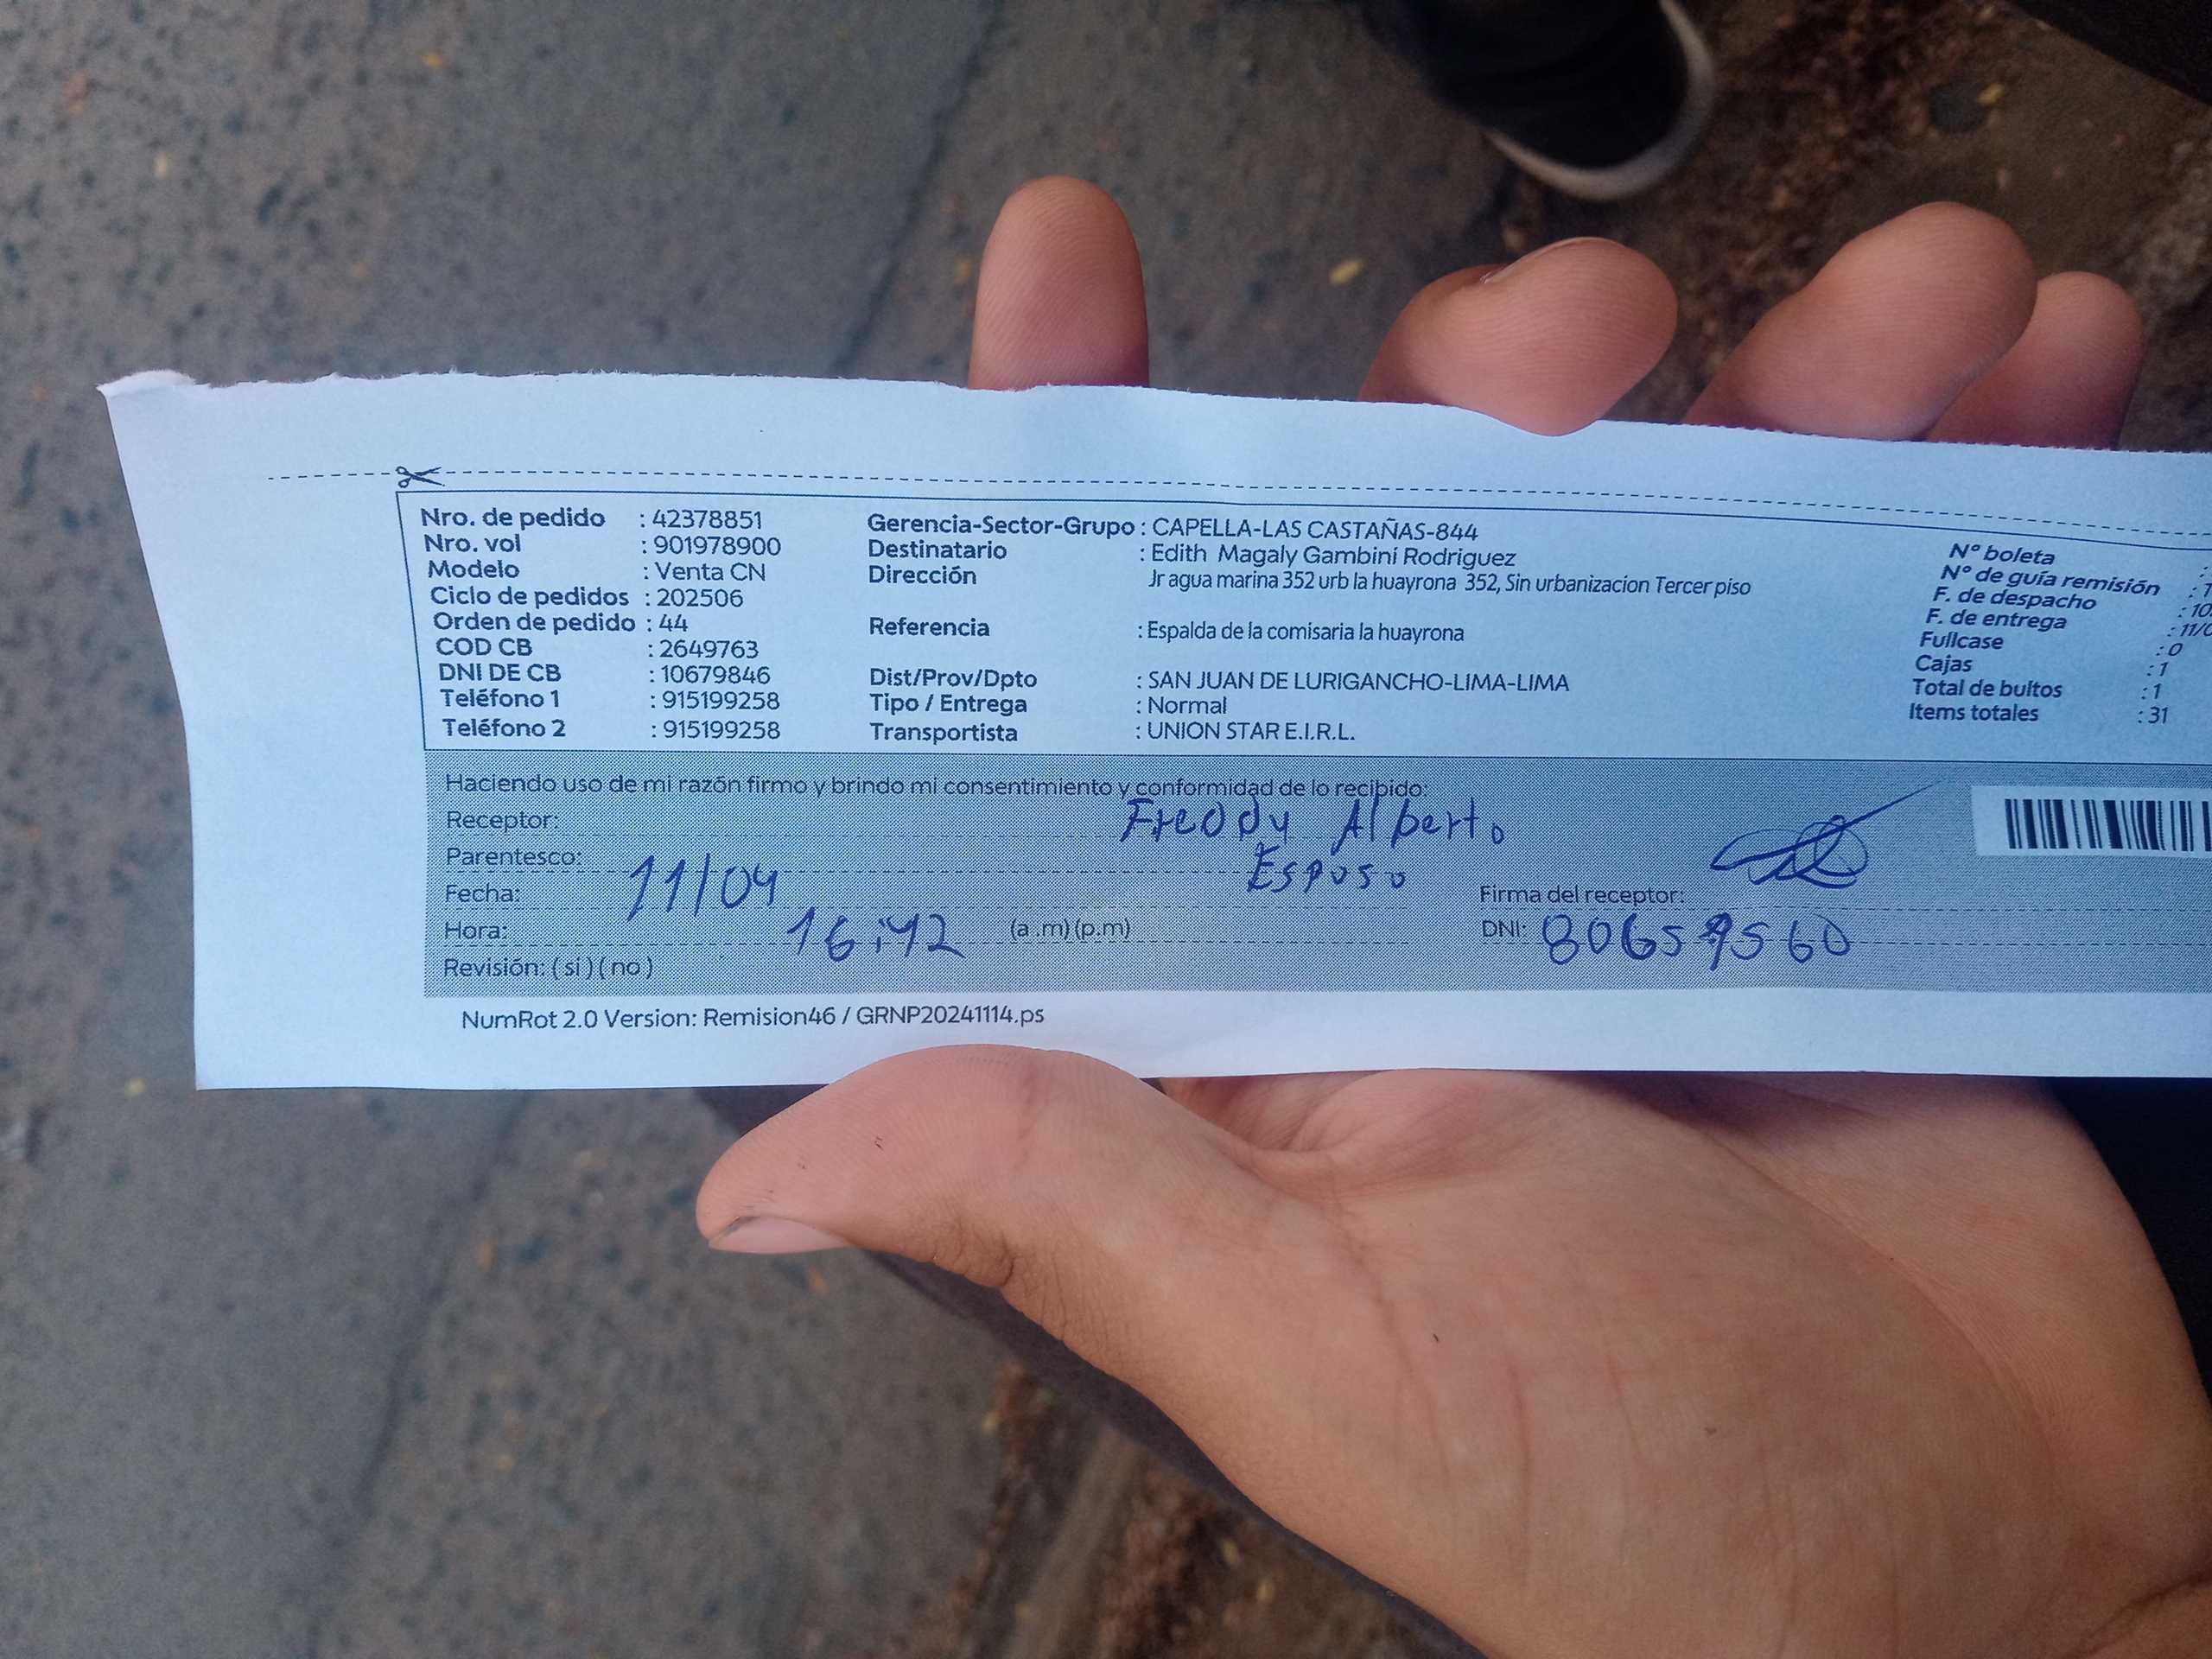 Nro. de pedido : 42378851
Nro. vol : 901978900
Modelo : Venta CN
Ciclo de pedidos : 202506
Orden de pedido : 44
COD CB : 2649763
DNI DE CB : 10679846
Teléfono 1 : 915199258
Teléfono 2 : 915199258
Gerencia-Sector-Grupo : CAPELLA-LAS CASTAÑAS-844
Destinatario : Edith Magaly Gambini Rodriguez
Dirección Jr agua marina 352 urb la huayrona 352, Sin urbanizacion Tercer piso
Referencia : Espalda de la comisaria la huayrona
Dist/Prov/Dpto : SAN JUAN DE LURIGANCHO-LIMA-LIMA
Tipo / Entrega : Normal
Transportista : UNION STAR E.I.R.L.
N° boleta :
N° de guía remisión : 1
F. de despacho : 10
F. de entrega : 11/0
Fullcase : 0
Cajas : 1
Total de bultos : 1
Items totales : 31
Haciendo uso de mi razón firmo y brindo mi consentimiento y conformidad de lo recibido:
Receptor: Freddy Alberto
Parentesco: Esposo
Fecha: 11/04
Firma del receptor:
Hora: 16:42 (a .m) (p.m)
DNI: 80659560
Revisión: ( si ) ( no )
NumRot 2.0 Version: Remision46 / GRNP20241114.ps